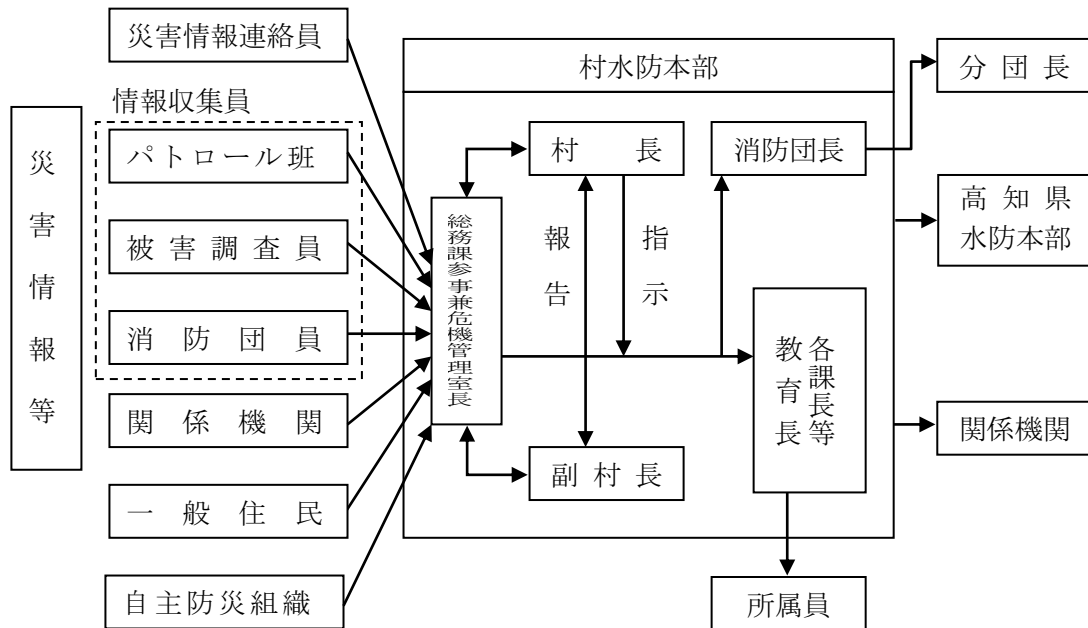 災害情報等
災害情報連絡員
情報収集員
パトロール班
被害調査員
消防団員
関係機関
一般住民
自主防災組織
村水防本部
総務課参事兼危機管理室長
村長
報告
指示
副村長
消防団長
各課長等
教育長
所属員
分団長
高知県
水防本部
関係機関